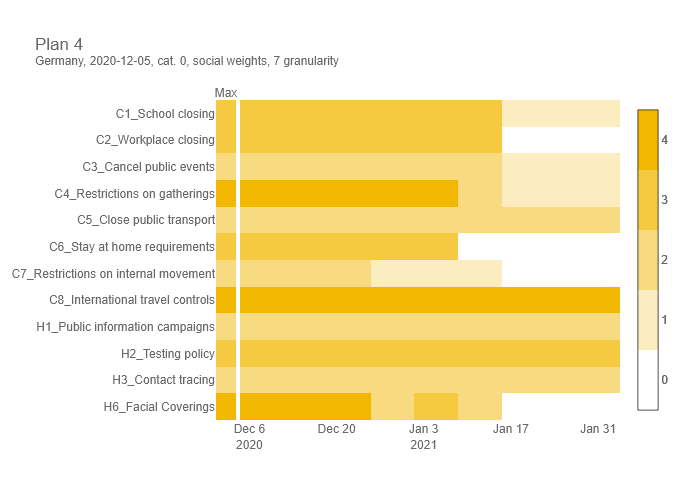 Plan 4
Germany, 2020-12-05, cat. 0, social weights, 7 granularity
Max
C1_School closing
C2_Workplace closing
C3_Cancel public events
C4_Restrictions on gatherings
C5_Close public transport
C6_Stay at home requirements
C7_Restrictions on internal movement
C8_International travel controls
H1_Public information campaigns
H2_Testing policy
H3_Contact tracing
H6_Facial Coverings
4
3
2
1
0
Dec 6 Dec 20 Jan 3 Jan 17 Jan 31
2020 2021